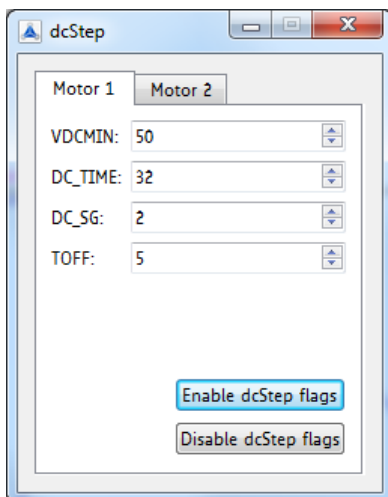 dcStep
Motor 1 Motor 2
VDCMIN: 50
DC_TIME: 32
DC_SG: 2
TOFF: 5
Enable dcStep flags
Disable dcStep flags